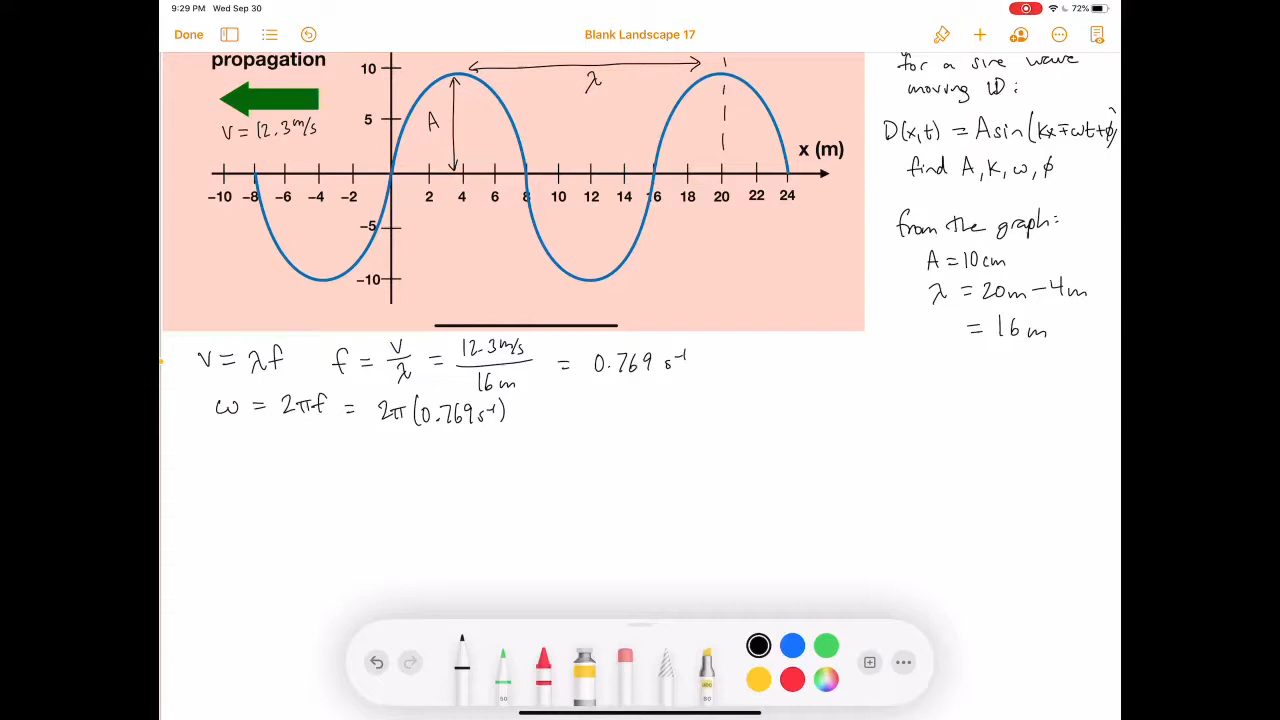 9:29 PM Wed Sep 30
72%
Done
Blank Landscape 17
propagation
v = 12.3 m/s
10
5
−5
−10
A
λ
x (m)
−10 −8 −6 −4 −2 2 4 6 8 10 12 14 16 18 20 22 24
for a sine wave
moving 1D:
D(x,t) = A sin(kx∓ωt+φ)
find A, k, ω, φ
from the graph:
A = 10 cm
λ = 20m − 4m
= 16 m
v = λf f = v/λ = 12.3 m/s / 16 m = 0.769 s⁻¹
ω = 2πf = 2π(0.769 s⁻¹)
50
80